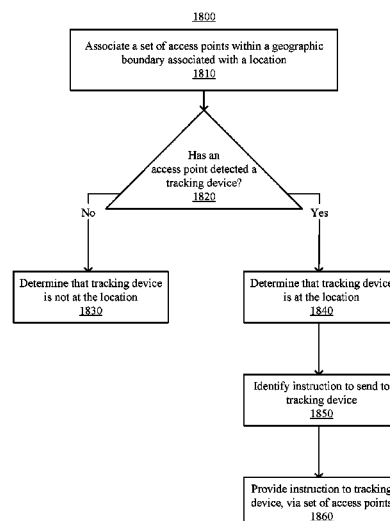 1800
Associate a set of access points within a geographic
boundary associated with a location
1810
Has an
access point detected a
tracking device?
1820
No
Yes
Determine that tracking device
is not at the location
1830
Determine that tracking device
is at the location
1840
Identify instruction to send to
tracking device
1850
Provide instruction to tracking
device, via set of access points
1860